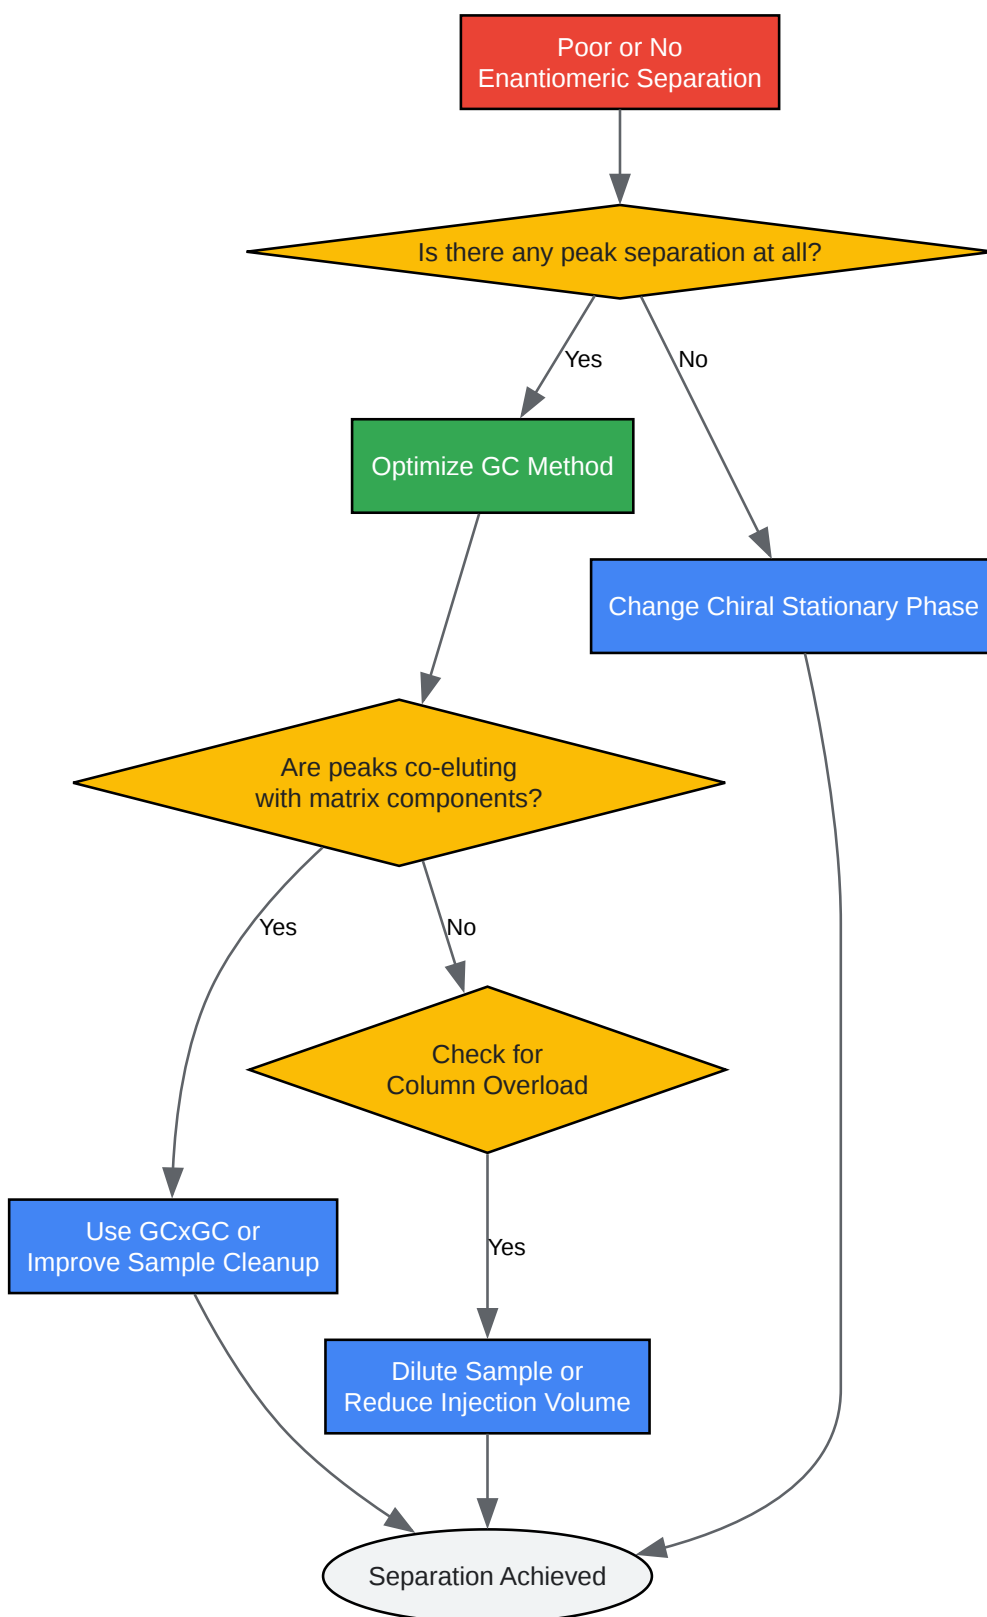 Poor or No
Enantiomeric Separation
Is there any peak separation at all?
Yes
No
Optimize GC Method
Change Chiral Stationary Phase
Are peaks co-eluting
with matrix components?
Yes
No
Check for
Column Overload
Use GCxGC or
Improve Sample Cleanup
Yes
Dilute Sample or
Reduce Injection Volume
Separation Achieved